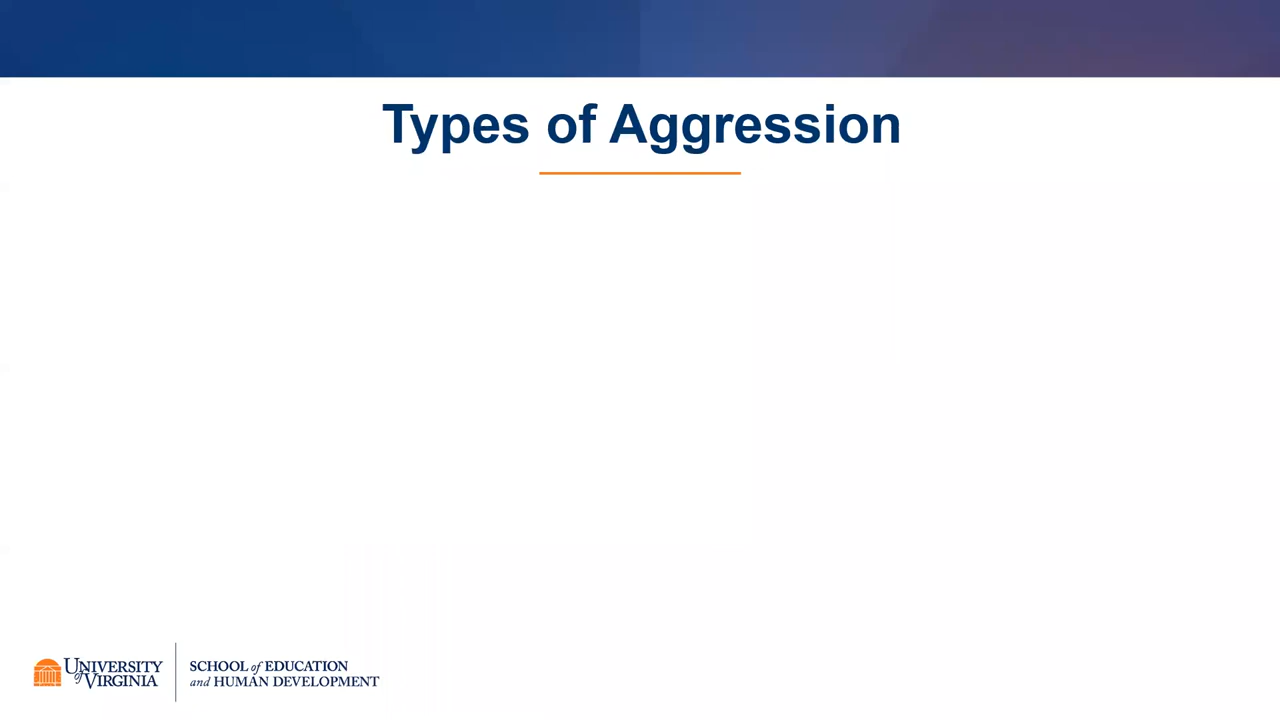 Types of Aggression
UNIVERSITY
of VIRGINIA
SCHOOL of EDUCATION
and HUMAN DEVELOPMENT